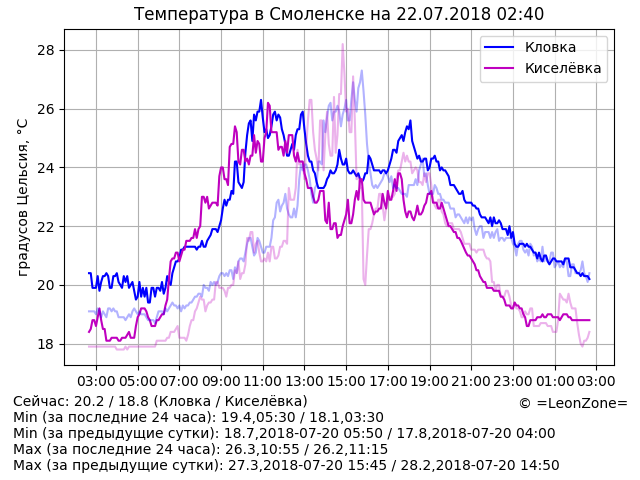 Температура в Смоленске на 22.07.2018 02:40
28
26
24
22
20
18
градусов Цельсия, °C
Кловка
Киселёвка
03:00 05:00 07:00 09:00 11:00 13:00 15:00 17:00 19:00 21:00 23:00 01:00 03:00
Сейчас: 20.2 / 18.8 (Кловка / Киселёвка)
© =LeonZone=
Min (за последние 24 часа): 19.4,05:30 / 18.1,03:30
Min (за предыдущие сутки): 18.7,2018-07-20 05:50 / 17.8,2018-07-20 04:00
Max (за последние 24 часа): 26.3,10:55 / 26.2,11:15
Max (за предыдущие сутки): 27.3,2018-07-20 15:45 / 28.2,2018-07-20 14:50